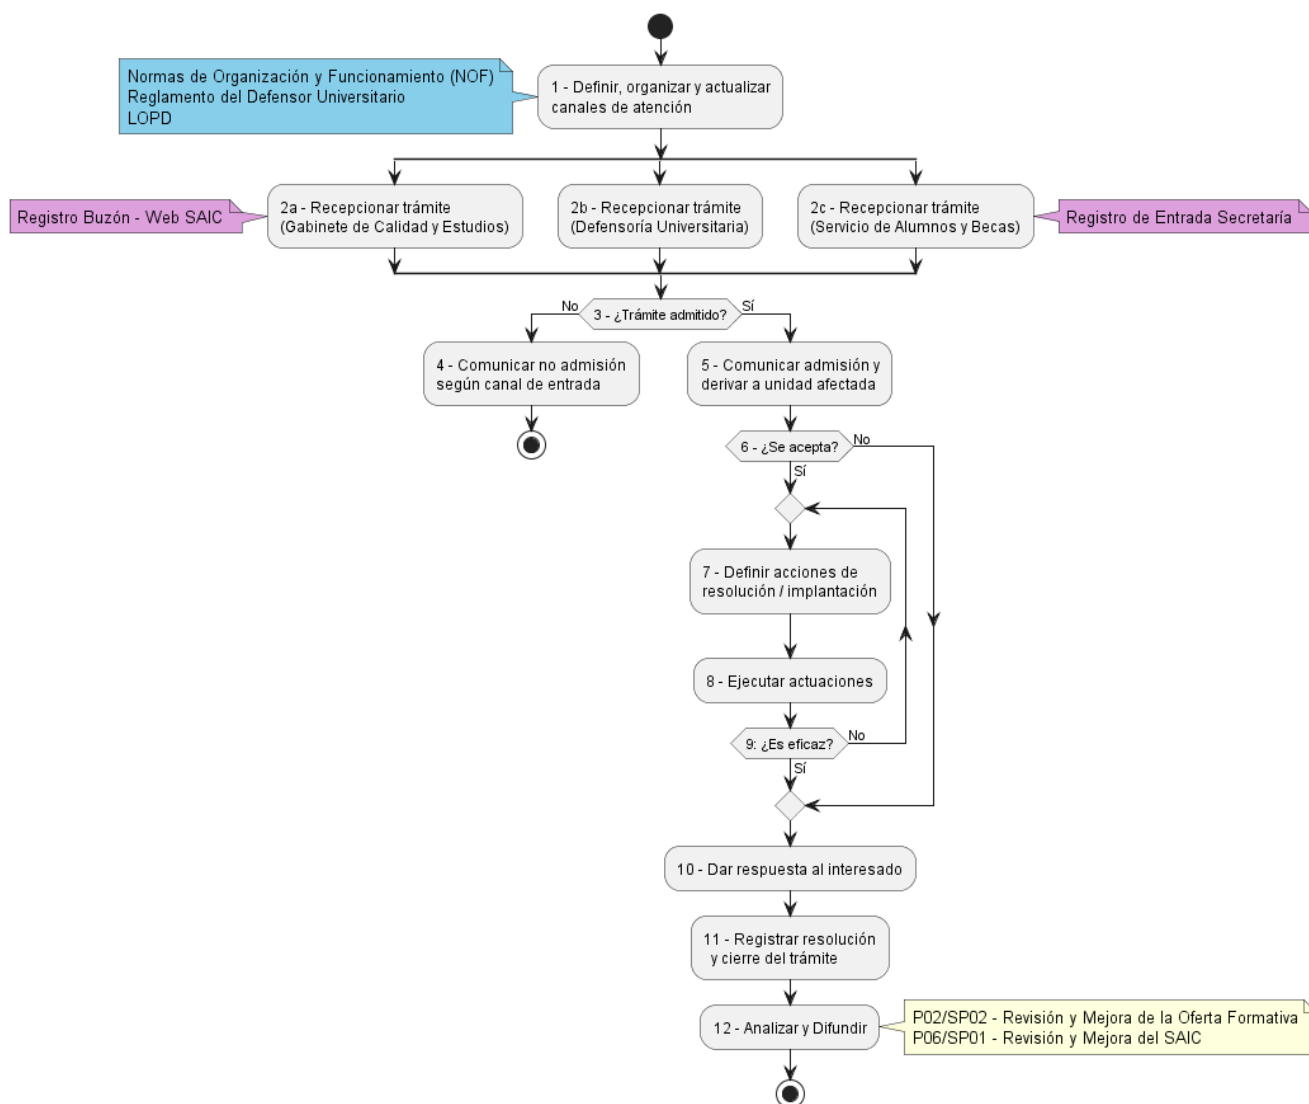 Normas de Organización y Funcionamiento (NOF)
Reglamento del Defensor Universitario
LOPD
1 - Definir, organizar y actualizar
canales de atención
Registro Buzón - Web SAIC
2a - Recepcionar trámite
(Gabinete de Calidad y Estudios)
2b - Recepcionar trámite
(Defensoría Universitaria)
2c - Recepcionar trámite
(Servicio de Alumnos y Becas)
Registro de Entrada Secretaría
No
3 - ¿Trámite admitido?
Sí
4 - Comunicar no admisión
según canal de entrada
5 - Comunicar admisión y
derivar a unidad afectada
6 - ¿Se acepta?
No
Sí
7 - Definir acciones de
resolución / implantación
8 - Ejecutar actuaciones
9: ¿Es eficaz?
No
Sí
10 - Dar respuesta al interesado
11 - Registrar resolución
y cierre del trámite
12 - Analizar y Difundir
P02/SP02 - Revisión y Mejora de la Oferta Formativa
P06/SP01 - Revisión y Mejora del SAIC